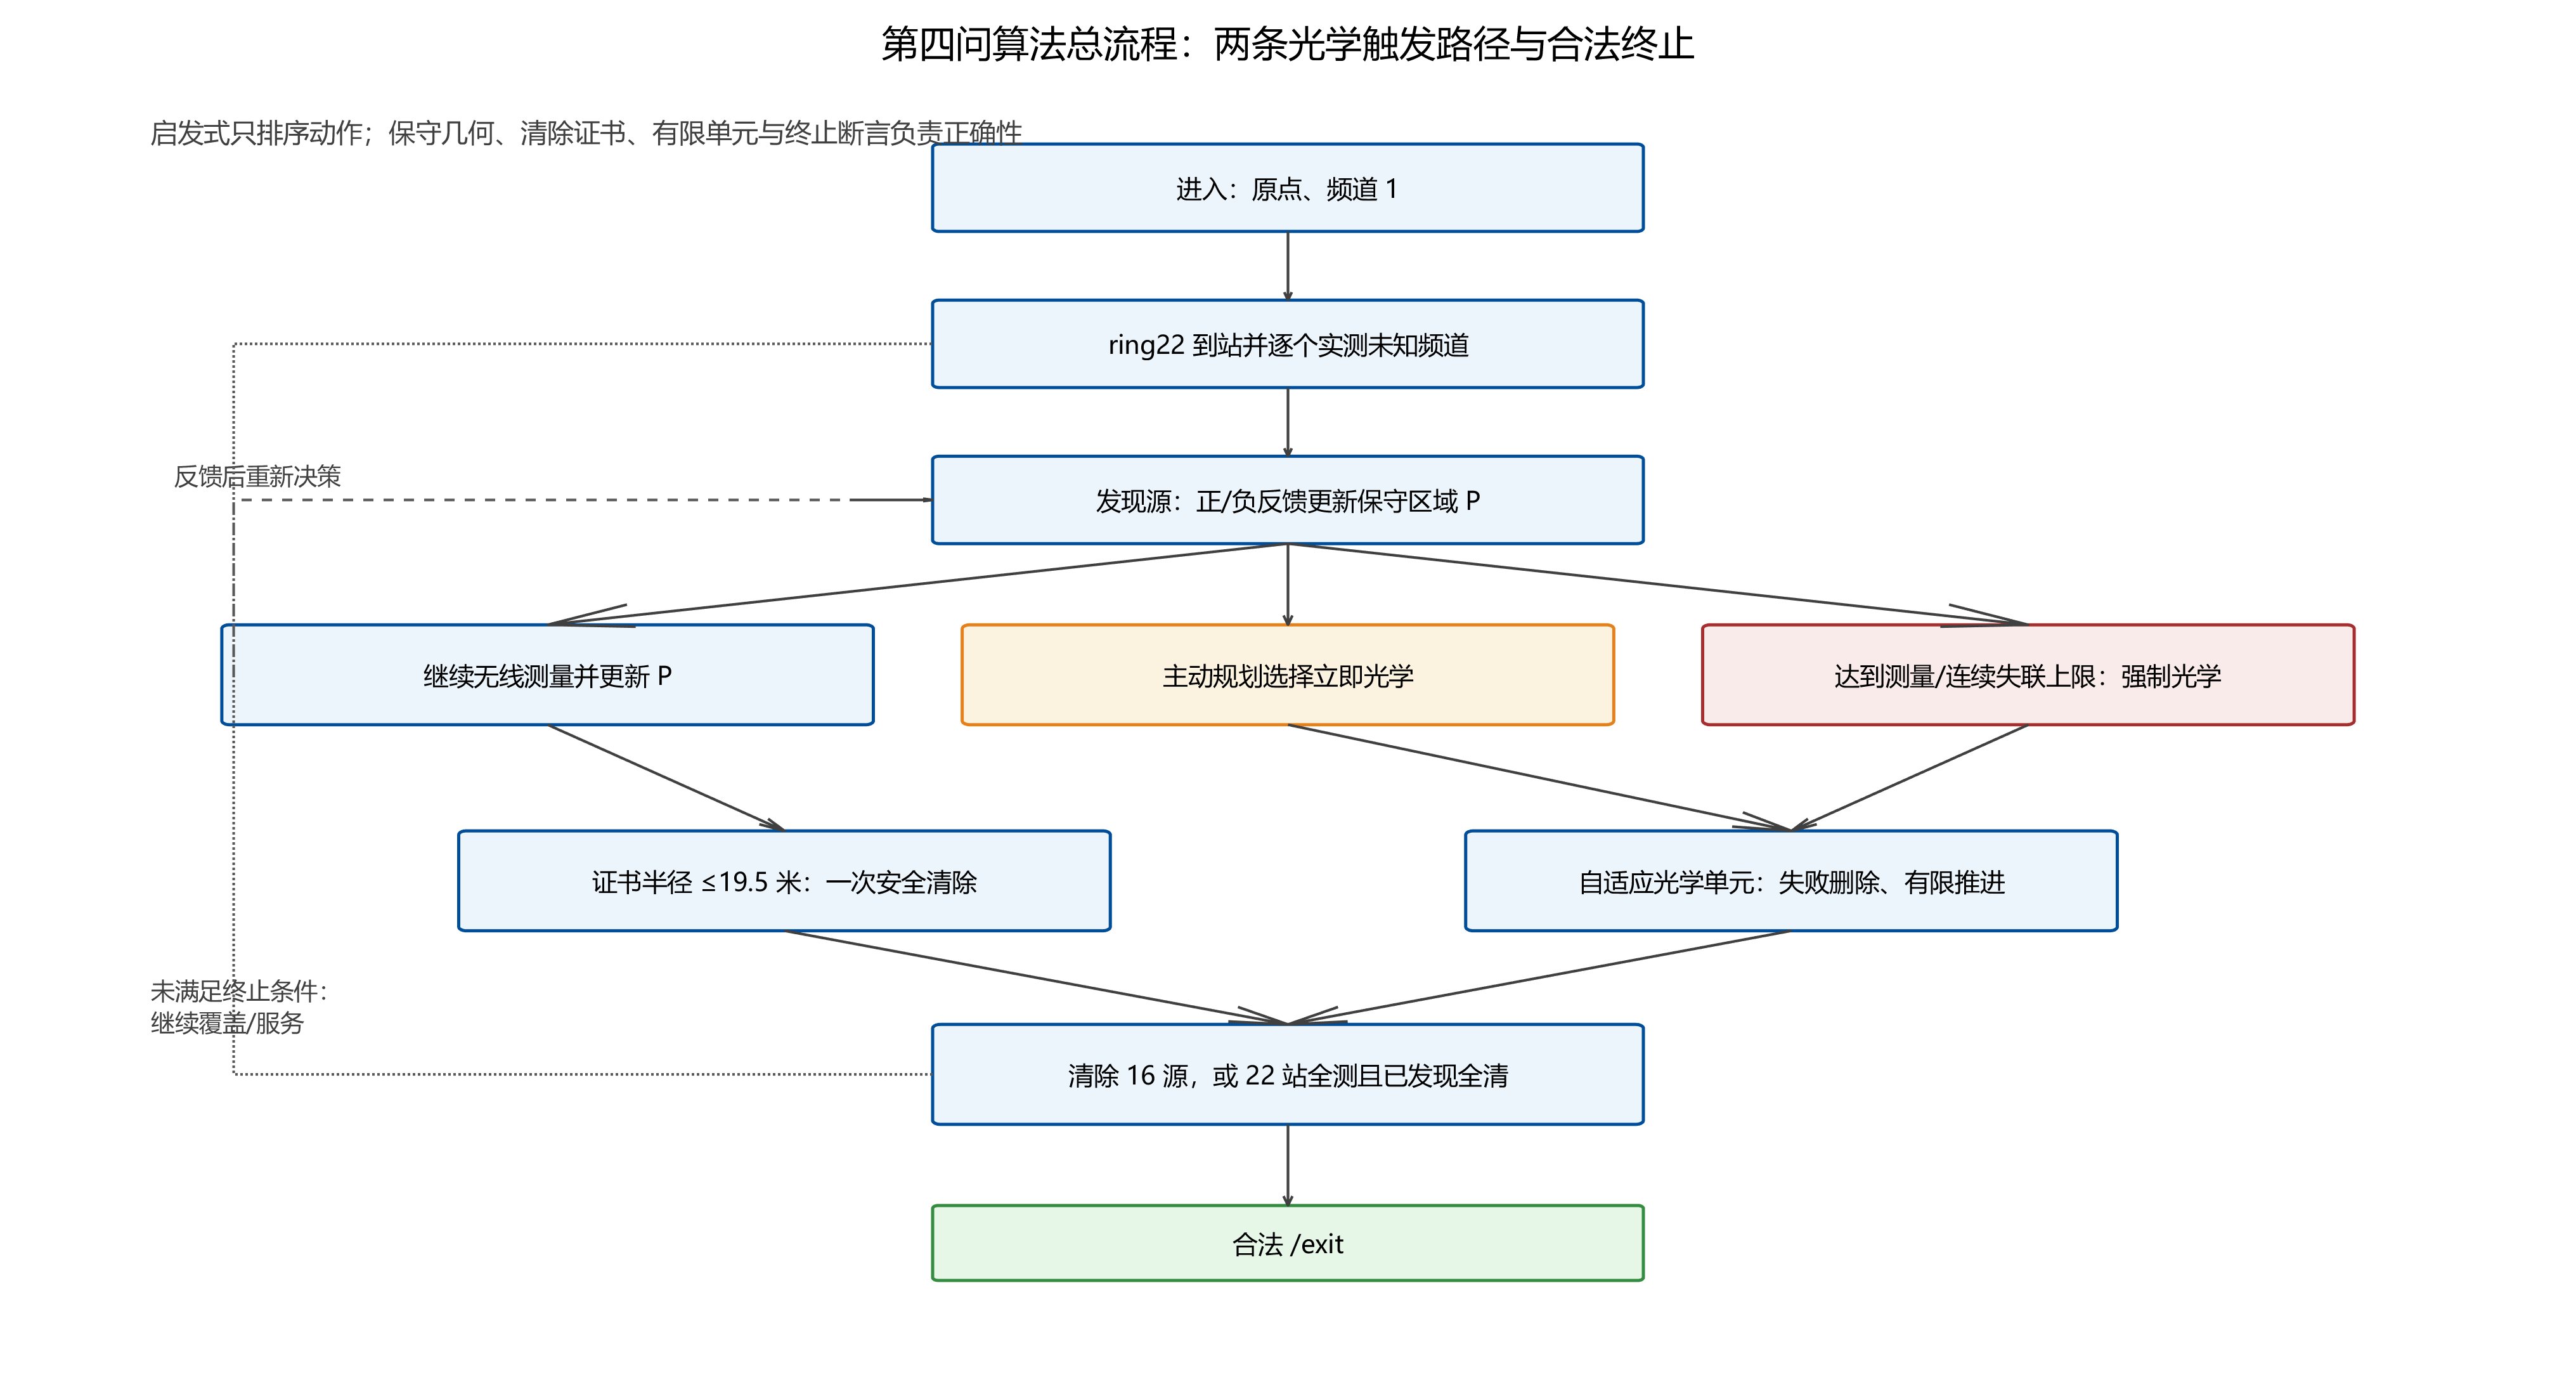 第四问算法总流程：两条光学触发路径与合法终止
启发式只排序动作；保守几何、清除证书、有限单元与终止断言负责正确性
进入：原点、频道 1
ring22 到站并逐个实测未知频道
反馈后重新决策
发现源：正/负反馈更新保守区域 P
继续无线测量并更新 P
主动规划选择立即光学
达到测量/连续失联上限：强制光学
证书半径 ≤19.5 米：一次安全清除
自适应光学单元：失败删除、有限推进
未满足终止条件：
继续覆盖/服务
清除 16 源，或 22 站全测且已发现全清
合法 /exit